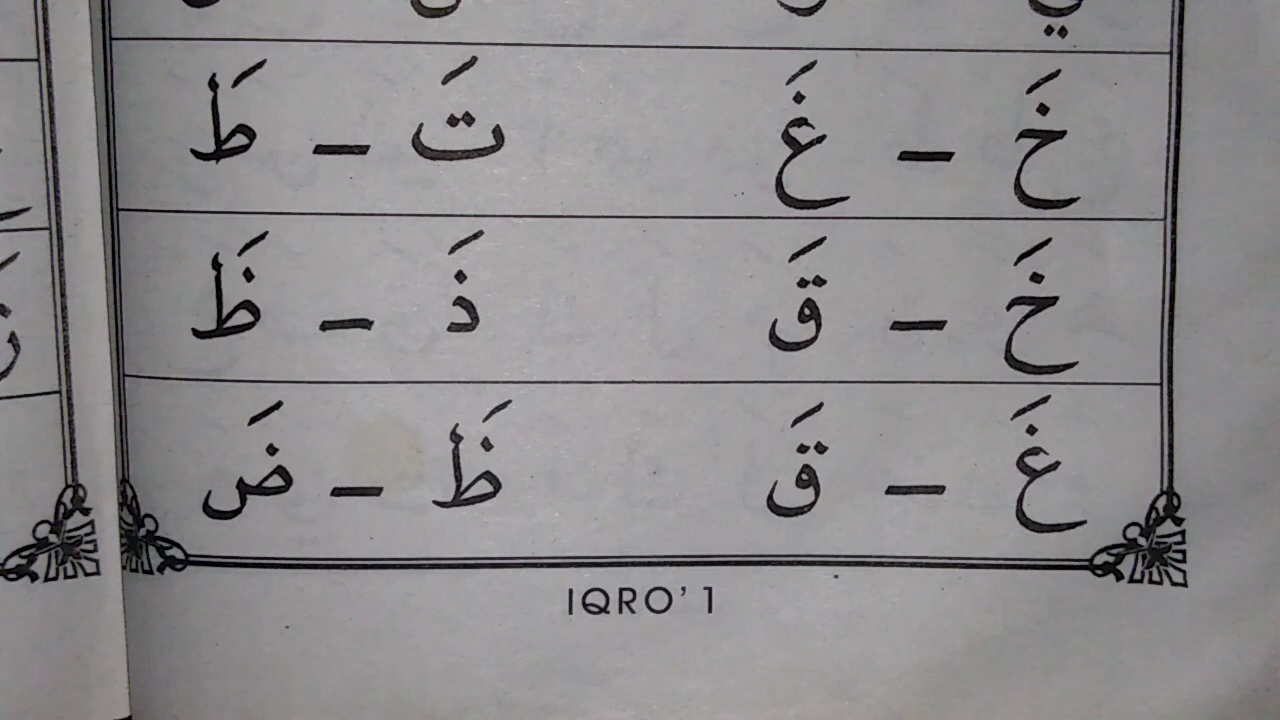 خَ – غَ تَ – طَ
خَ – قَ ذَ – ظَ
غَ – قَ ظَ – ضَ
IQRO' 1